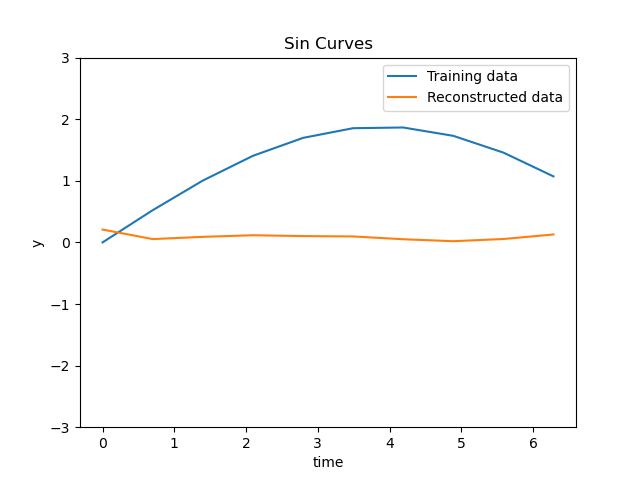 Sin Curves
3
2
1
0
−1
−2
−3
y
Training data
Reconstructed data
0 1 2 3 4 5 6
time